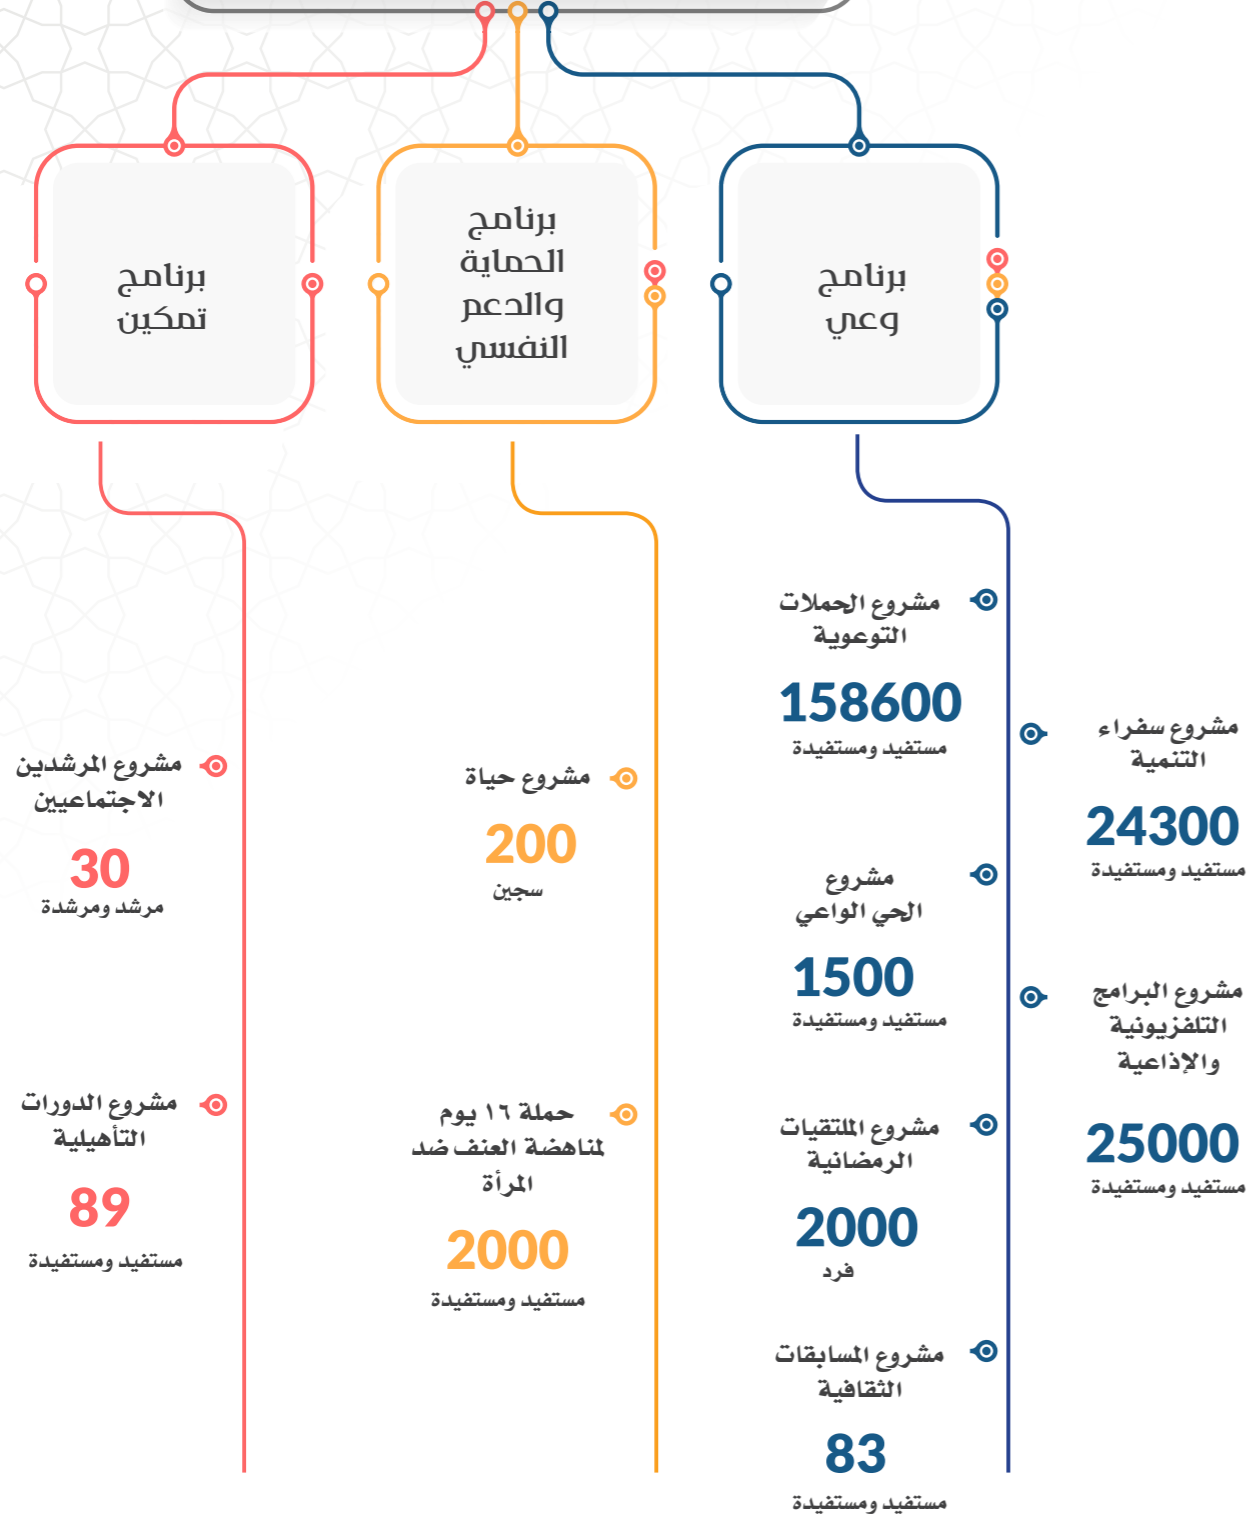 برنامج
وعي
برنامج
الحماية
والدعم
النفسي
برنامج
تمكين
مشروع سفراء
التنمية
24300
مستفيد ومستفيدة
مشروع البرامج
التلفزيونية
والإذاعية
25000
مستفيد ومستفيدة
مشروع الحملات
التوعوية
158600
مستفيد ومستفيدة
مشروع
الحي الواعي
1500
مستفيد ومستفيدة
مشروع الملتقيات
الرمضانية
2000
فرد
مشروع المسابقات
الثقافية
83
مستفيد ومستفيدة
مشروع حياة
200
سجين
حملة ١٦ يوم
لمناهضة العنف ضد
المرأة
2000
مستفيد ومستفيدة
مشروع المرشدين
الاجتماعيين
30
مرشد ومرشدة
مشروع الدورات
التأهيلية
89
مستفيد ومستفيدة